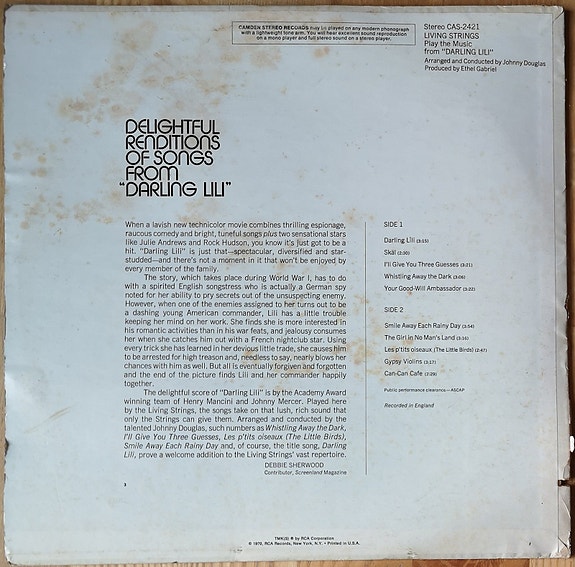 CAMDEN STEREO RECORDS may be played on any modern phonograph
with a lightweight tone arm. You will hear excellent sound reproduction
on a mono player and full stereo sound on a stereo player.
Stereo CAS-2421
LIVING STRINGS
Play the Music
from "DARLING LILI"
Arranged and Conducted by Johnny Douglas
Produced by Ethel Gabriel
DELIGHTFUL
RENDITIONS
OF SONGS
FROM
"DARLING LILI"
When a lavish new technicolor movie combines thrilling espionage,
raucous comedy and bright, tuneful songs plus two sensational stars
like Julie Andrews and Rock Hudson, you know it's just got to be a
hit. "Darling Lili" is just that—spectacular, diversified and star-
studded—and there's not a moment in it that won't be enjoyed by
every member of the family.
The story, which takes place during World War I, has to do
with a spirited English songstress who is actually a German spy
noted for her ability to pry secrets out of the unsuspecting enemy.
However, when one of the enemies assigned to her turns out to be
a dashing young American commander, Lili has a little trouble
keeping her mind on her work. She finds she is more interested in
his romantic activities than in his war feats, and jealousy consumes
her when she catches him out with a French nightclub star. Using
every trick she has learned in her devious little trade, she causes him
to be arrested for high treason and, needless to say, nearly blows her
chances with him as well. But all is eventually forgiven and forgotten
and the end of the picture finds Lili and her commander happily
together.
The delightful score of "Darling Lili" is by the Academy Award
winning team of Henry Mancini and Johnny Mercer. Played here
by the Living Strings, the songs take on that lush, rich sound that
only the Strings can give them. Arranged and conducted by the
talented Johnny Douglas, such numbers as Whistling Away the Dark,
I'll Give You Three Guesses, Les p'tits oiseaux (The Little Birds),
Smile Away Each Rainy Day and, of course, the title song, Darling
Lili, prove a welcome addition to the Living Strings' vast repertoire.
DEBBIE SHERWOOD
Contributor, Screenland Magazine
SIDE 1
Darling Lili (3:15)
Skål (2:30)
I'll Give You Three Guesses (3:01)
Whistling Away the Dark (3:06)
Your Good-Will Ambassador (3:22)
SIDE 2
Smile Away Each Rainy Day (3:54)
The Girl in No Man's Land (3:16)
Les p'tits oiseaux (The Little Birds) (2:47)
Gypsy Violins (3:17)
Can-Can Cafe (2:29)
Public performance clearance—ASCAP
Recorded in England
TMK(S) ® by RCA Corporation
© 1970, RCA Records, New York, N.Y. • Printed in U.S.A.